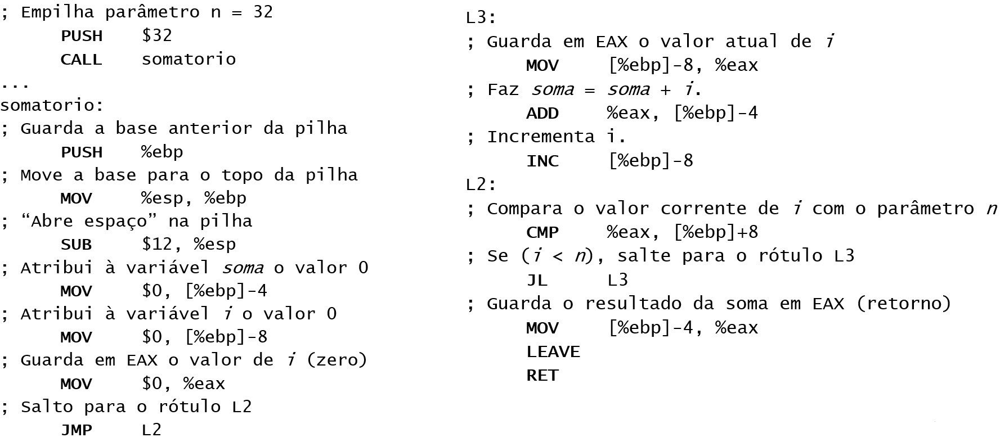 ; Empilha parâmetro n = 32
PUSH $32
CALL somatorio
...
somatorio:
; Guarda a base anterior da pilha
PUSH %ebp
; Move a base para o topo da pilha
MOV %esp, %ebp
; “Abre espaço” na pilha
SUB $12, %esp
; Atribui à variável soma o valor 0
MOV $0, [%ebp]-4
; Atribui à variável i o valor 0
MOV $0, [%ebp]-8
; Guarda em EAX o valor de i (zero)
MOV $0, %eax
; Salto para o rótulo L2
JMP L2
L3:
; Guarda em EAX o valor atual de i
MOV [%ebp]-8, %eax
; Faz soma = soma + i.
ADD %eax, [%ebp]-4
; Incrementa i.
INC [%ebp]-8
L2:
; Compara o valor corrente de i com o parâmetro n
CMP %eax, [%ebp]+8
; Se (i < n), salte para o rótulo L3
JL L3
; Guarda o resultado da soma em EAX (retorno)
MOV [%ebp]-4, %eax
LEAVE
RET